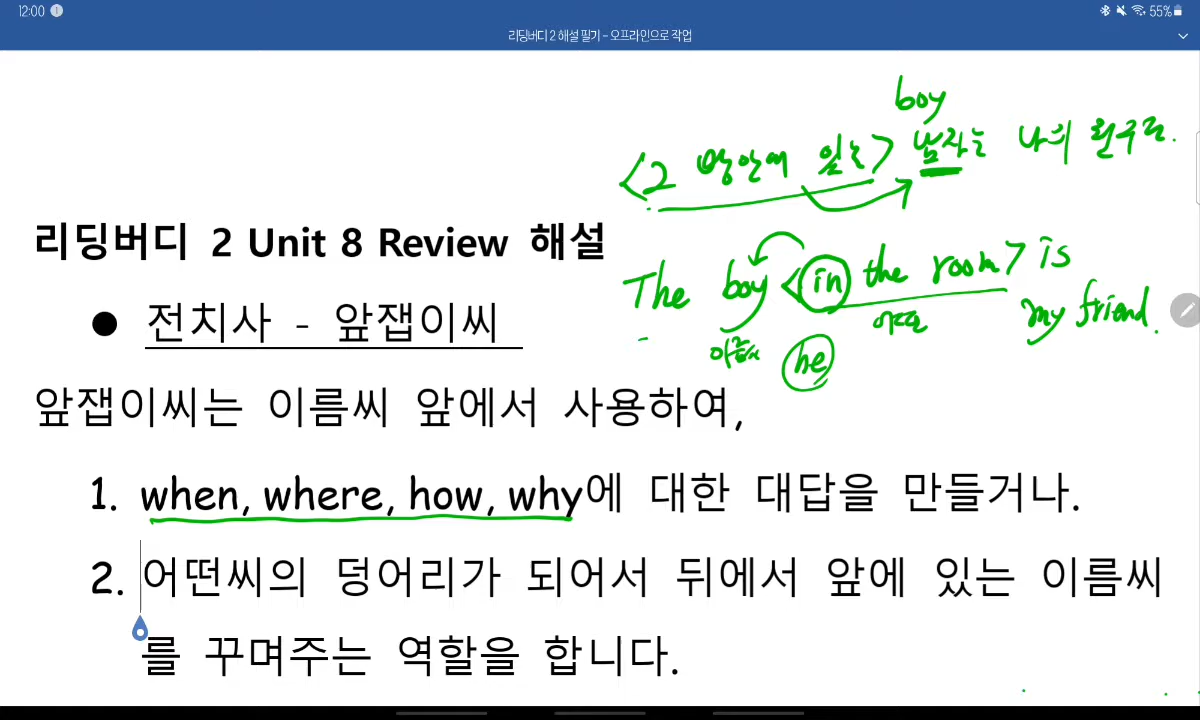 12:00
55%
리딩버디 2 해설 필기 - 오프라인으로 작업
boy
<2 방안에 있는> 남자는 나의 친구다.
리딩버디 2 Unit 8 Review 해설
The boy <in the room> is
my friend.
he
● 전치사 - 앞잽이씨
앞잽이씨는 이름씨 앞에서 사용하여,
1. when, where, how, why에 대한 대답을 만들거나.
2. 어떤씨의 덩어리가 되어서 뒤에서 앞에 있는 이름씨
를 꾸며주는 역할을 합니다.